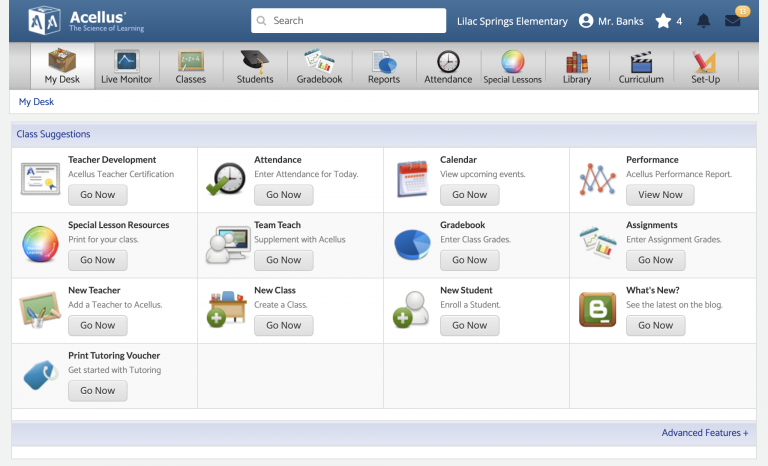 Acellus®
The Science of Learning
Search
Lilac Springs Elementary
Mr. Banks
4
13
My Desk
Live Monitor
Classes
Students
Gradebook
Reports
Attendance
Special Lessons
Library
Curriculum
Set-Up
My Desk
Class Suggestions
Teacher Development
Acellus Teacher Certification
Go Now
Attendance
Enter Attendance for Today.
Go Now
Calendar
View upcoming events.
Go Now
Performance
Acellus Performance Report.
View Now
Special Lesson Resources
Print for your class.
Go Now
Team Teach
Supplement with Acellus
Go Now
Gradebook
Enter Class Grades.
Go Now
Assignments
Enter Assignment Grades.
Go Now
New Teacher
Add a Teacher to Acellus.
Go Now
New Class
Create a Class.
Go Now
New Student
Enroll a Student.
Go Now
What's New?
See the latest on the blog.
Go Now
Print Tutoring Voucher
Get started with Tutoring
Go Now
Advanced Features +